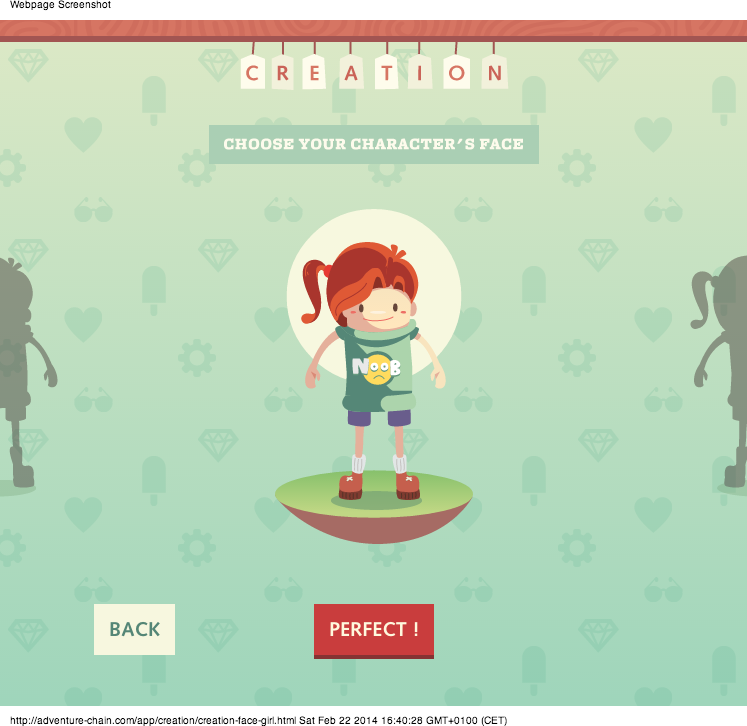 Webpage Screenshot
CREATION
CHOOSE YOUR CHARACTER'S FACE
NOOB
BACK
PERFECT !
http://adventure-chain.com/app/creation/creation-face-girl.html Sat Feb 22 2014 16:40:28 GMT+0100 (CET)